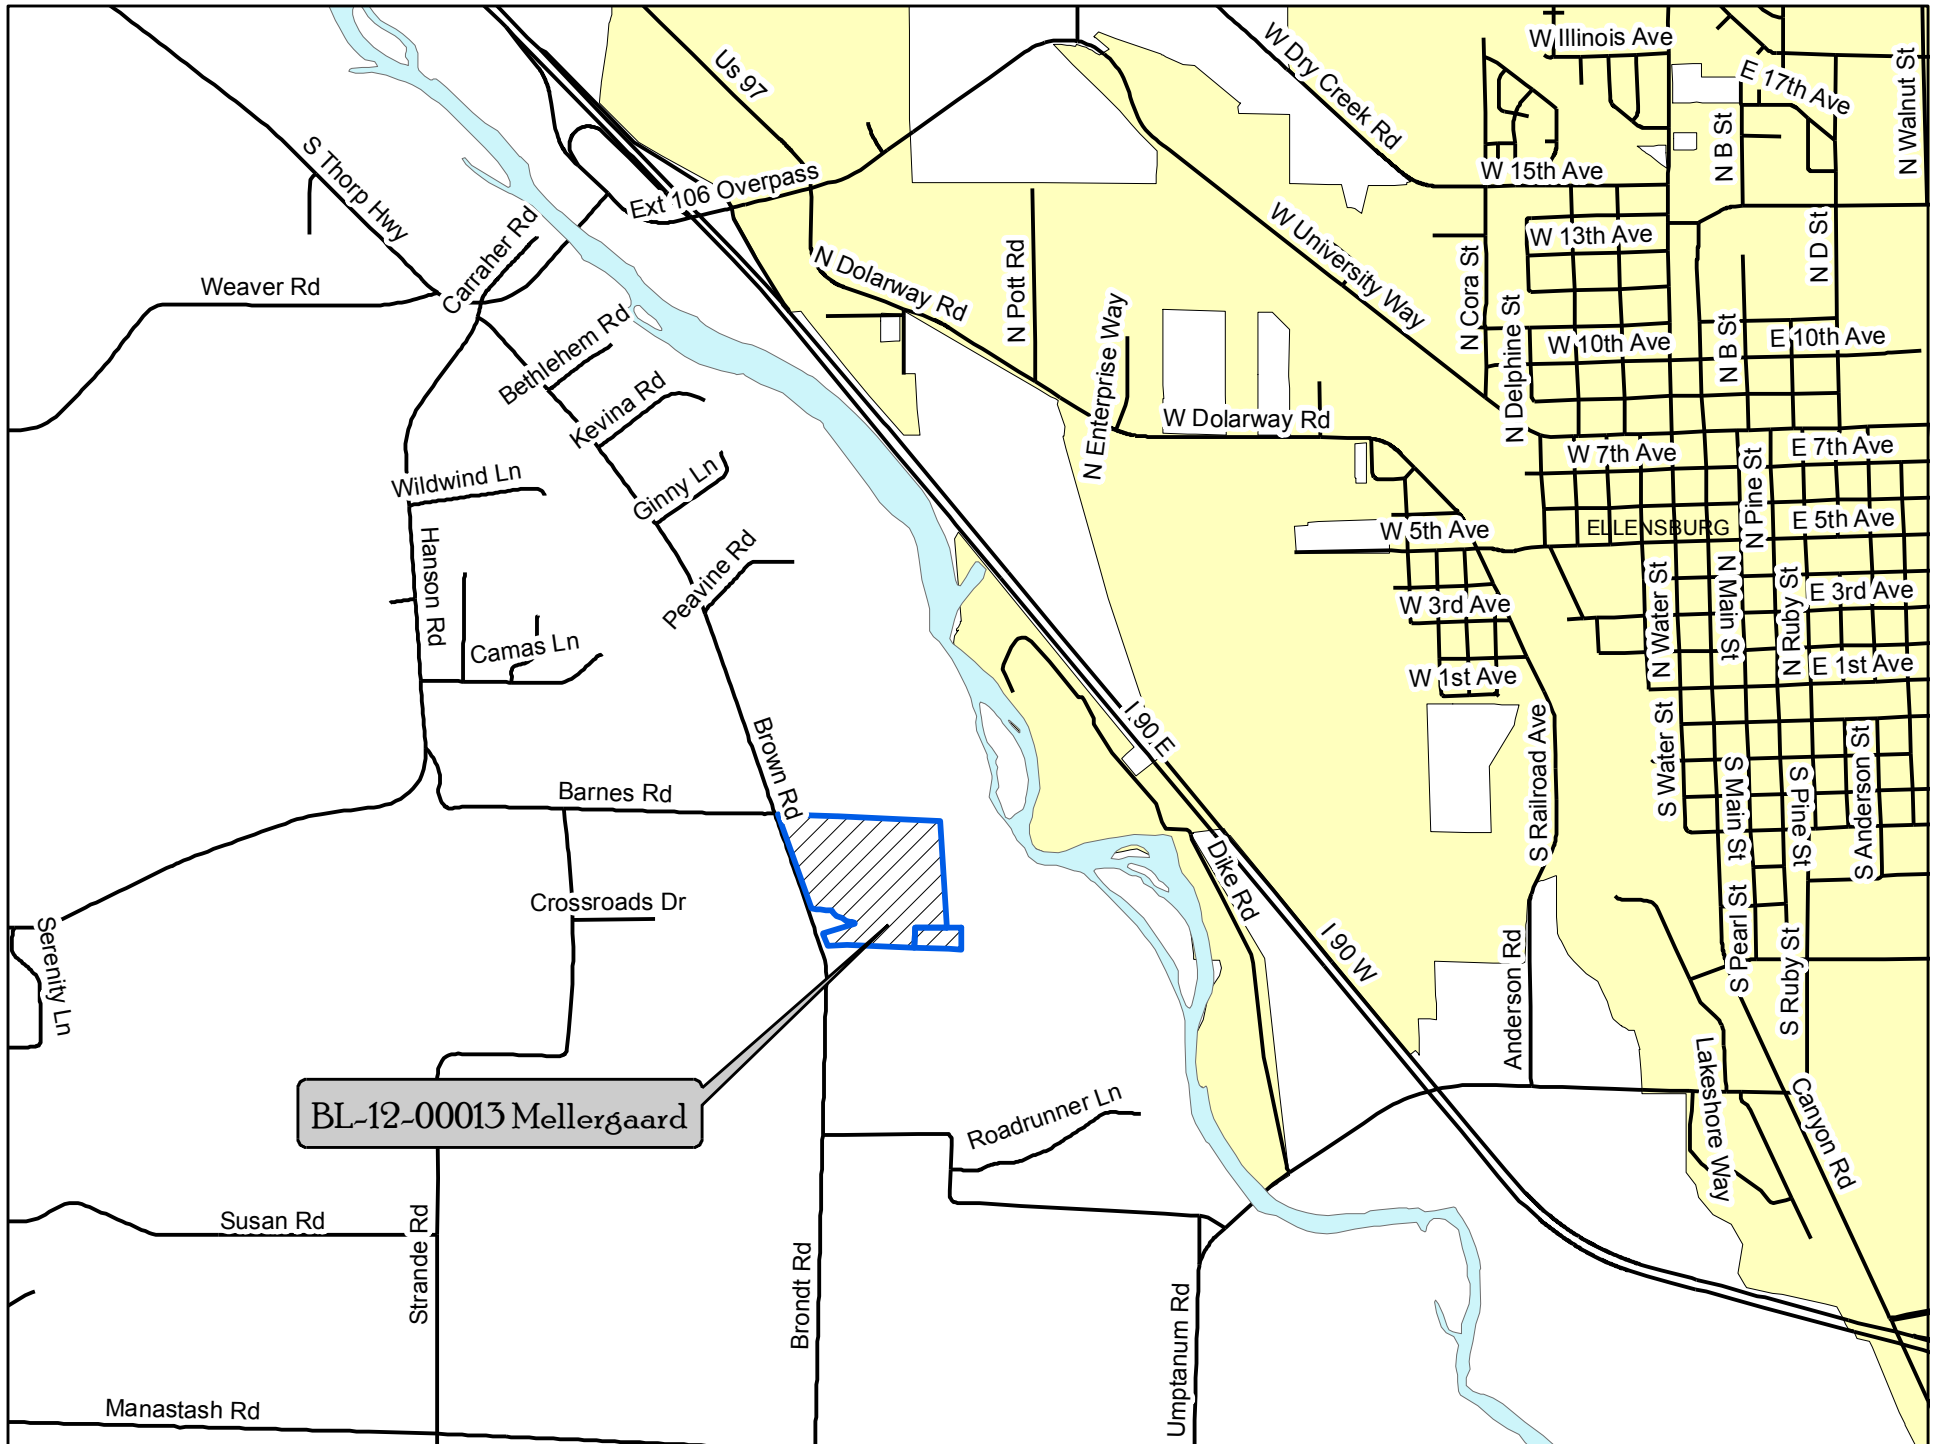 W Illinois Ave
W Dry Creek Rd
Us 97
E 17th Ave
N Walnut St
N B St
S Thorp Hwy
Ext 106 Overpass
W 15th Ave
Carraher Rd
W University Way
W 13th Ave
N D St
Weaver Rd
N Dolarway Rd
N Pott Rd
N Cora St
Bethlehem Rd
N Enterprise Way
N Delphine St
W 10th Ave
N B St
E 10th Ave
Kevina Rd
W Dolarway Rd
W 7th Ave
E 7th Ave
Wildwind Ln
Ginny Ln
N Pine St
W 5th Ave
ELLENSBURG
E 5th Ave
Hanson Rd
Peavine Rd
W 3rd Ave
N Water St
N Main St
N Ruby St
E 3rd Ave
Camas Ln
W 1st Ave
E 1st Ave
I 90 E
Brown Rd
S Railroad Ave
S Water St
S Main St
S Pine St
S Anderson St
Barnes Rd
Dike Rd
Crossroads Dr
S Pearl St
S Ruby St
Serenity Ln
I 90 W
Anderson Rd
BL-12-00013 Mellergaard
Roadrunner Ln
Lakeshore Way
Canyon Rd
Susan Rd
Strande Rd
Brondt Rd
Umptanum Rd
Manastash Rd